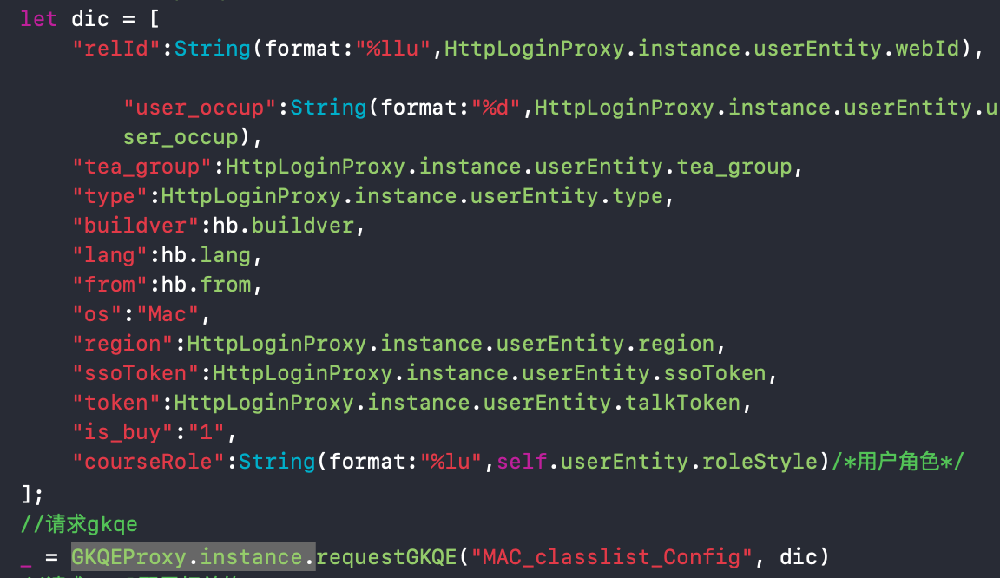 let dic = [
"relId":String(format:"%llu",HttpLoginProxy.instance.userEntity.webId),
"user_occup":String(format:"%d",HttpLoginProxy.instance.userEntity.u
ser_occup),
"tea_group":HttpLoginProxy.instance.userEntity.tea_group,
"type":HttpLoginProxy.instance.userEntity.type,
"buildver":hb.buildver,
"lang":hb.lang,
"from":hb.from,
"os":"Mac",
"region":HttpLoginProxy.instance.userEntity.region,
"ssoToken":HttpLoginProxy.instance.userEntity.ssoToken,
"token":HttpLoginProxy.instance.userEntity.talkToken,
"is_buy":"1",
"courseRole":String(format:"%lu",self.userEntity.roleStyle)/*用户角色*/
];
//请求gkqe
_ = GKQEProxy.instance.requestGKQE("MAC_classlist_Config", dic)